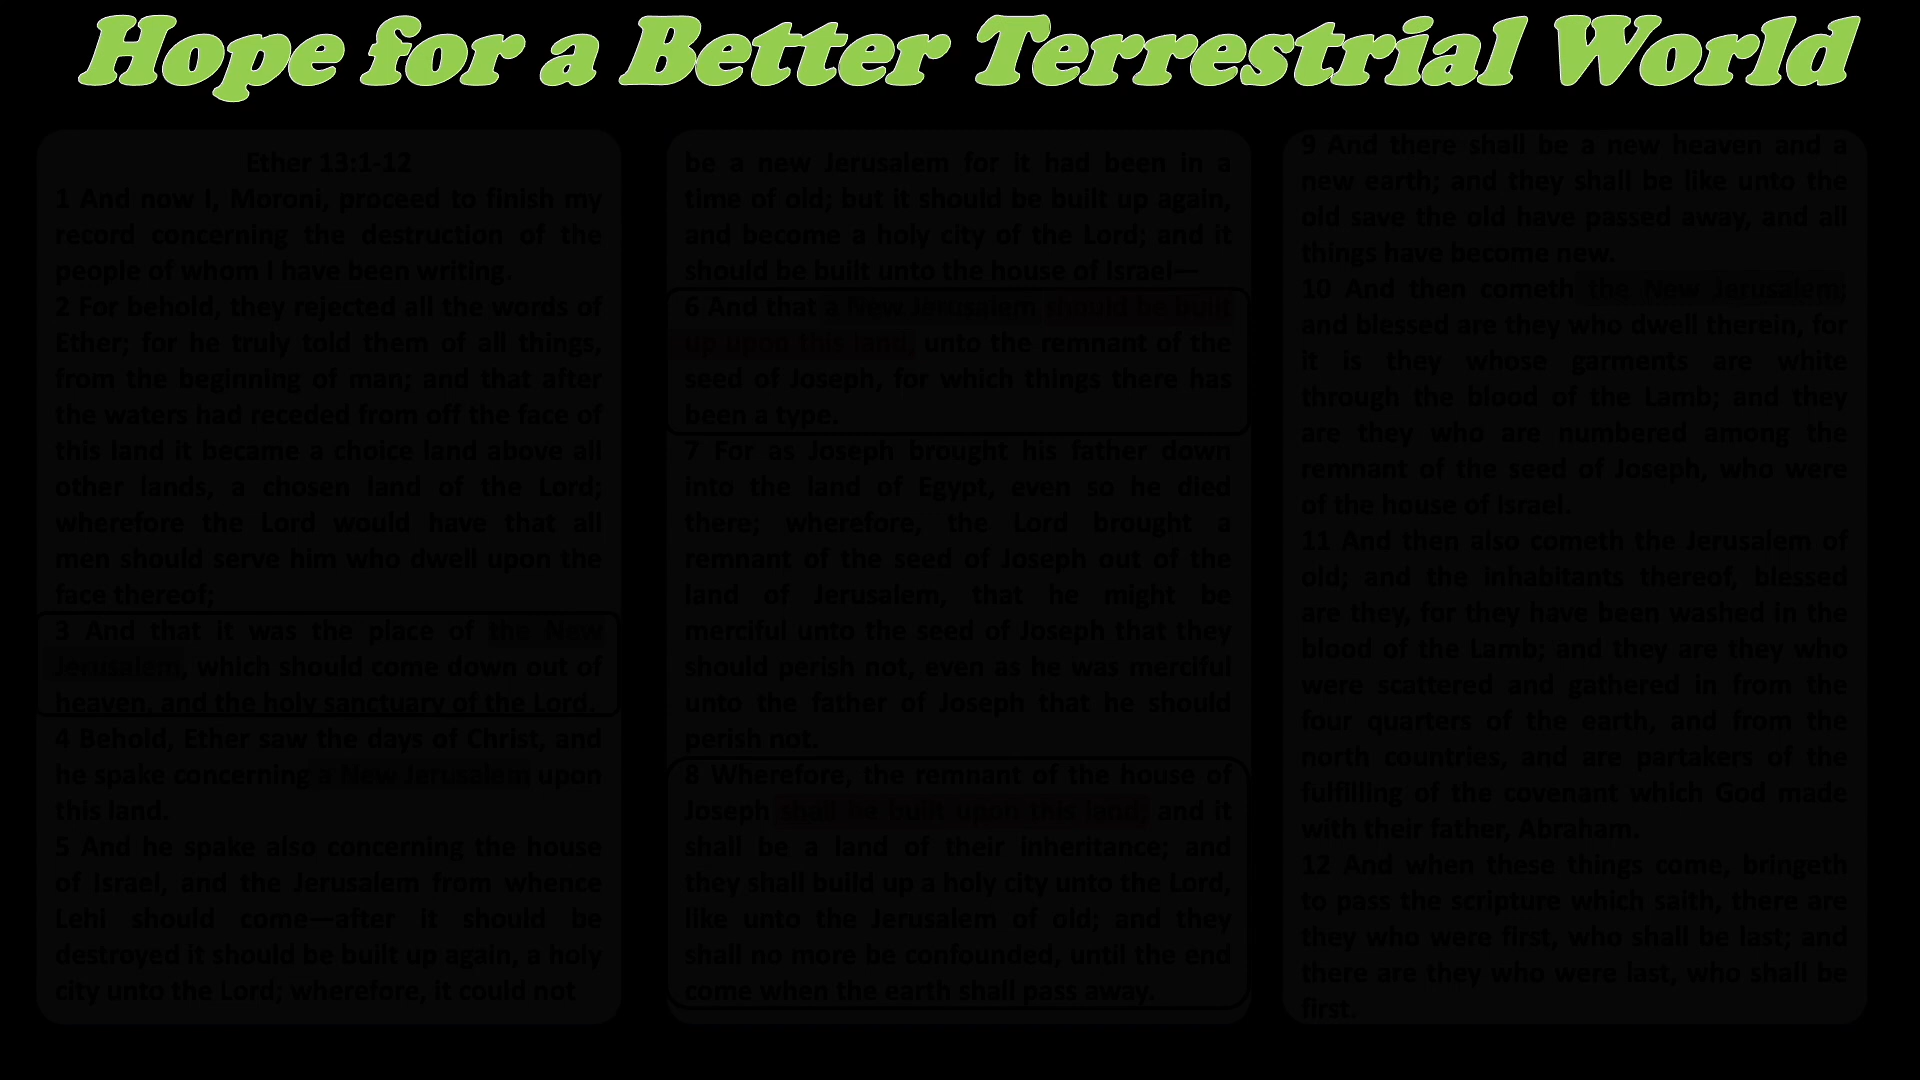 Hope for a Better Terrestrial World
Ether 13:1-12
1 And now I, Moroni, proceed to finish my
record concerning the destruction of the
people of whom I have been writing.
2 For behold, they rejected all the words of
Ether; for he truly told them of all things,
from the beginning of man; and that after
the waters had receded from off the face of
this land it became a choice land above all
other lands, a chosen land of the Lord;
wherefore the Lord would have that all
men should serve him who dwell upon the
face thereof;
3 And that it was the place of the New
Jerusalem, which should come down out of
heaven, and the holy sanctuary of the Lord.
4 Behold, Ether saw the days of Christ, and
he spake concerning a New Jerusalem upon
this land.
5 And he spake also concerning the house
of Israel, and the Jerusalem from whence
Lehi should come—after it should be
destroyed it should be built up again, a holy
city unto the Lord; wherefore, it could not
be a new Jerusalem for it had been in a
time of old; but it should be built up again,
and become a holy city of the Lord; and it
should be built unto the house of Israel—
6 And that a New Jerusalem should be built
up upon this land, unto the remnant of the
seed of Joseph, for which things there has
been a type.
7 For as Joseph brought his father down
into the land of Egypt, even so he died
there; wherefore, the Lord brought a
remnant of the seed of Joseph out of the
land of Jerusalem, that he might be
merciful unto the seed of Joseph that they
should perish not, even as he was merciful
unto the father of Joseph that he should
perish not.
8 Wherefore, the remnant of the house of
Joseph shall be built upon this land; and it
shall be a land of their inheritance; and
they shall build up a holy city unto the Lord,
like unto the Jerusalem of old; and they
shall no more be confounded, until the end
come when the earth shall pass away.
9 And there shall be a new heaven and a
new earth; and they shall be like unto the
old save the old have passed away, and all
things have become new.
10 And then cometh the New Jerusalem;
and blessed are they who dwell therein, for
it is they whose garments are white
through the blood of the Lamb; and they
are they who are numbered among the
remnant of the seed of Joseph, who were
of the house of Israel.
11 And then also cometh the Jerusalem of
old; and the inhabitants thereof, blessed
are they, for they have been washed in the
blood of the Lamb; and they are they who
were scattered and gathered in from the
four quarters of the earth, and from the
north countries, and are partakers of the
fulfilling of the covenant which God made
with their father, Abraham.
12 And when these things come, bringeth
to pass the scripture which saith, there are
they who were first, who shall be last; and
there are they who were last, who shall be
first.